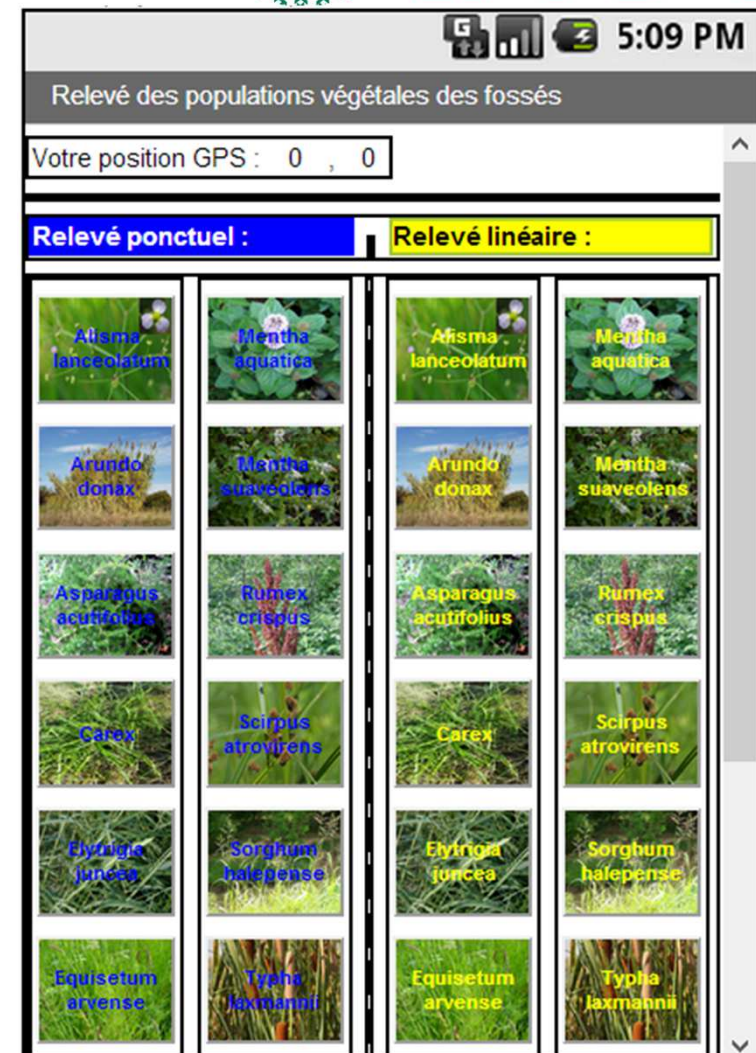 5:09 PM
Relevé des populations végétales des fossés
Votre position GPS : 0 , 0
Relevé ponctuel :
Relevé linéaire :
Alisma
lanceolatum
Mentha
aquatica
Alisma
lanceolatum
Mentha
aquatica
Arundo
donax
Mentha
suaveolens
Arundo
donax
Mentha
suaveolens
Asparagus
acutifolius
Rumex
crispus
Asparagus
acutifolius
Rumex
crispus
Carex
Scirpus
atrovirens
Carex
Scirpus
atrovirens
Elytrigia
juncea
Sorghum
halepense
Elytrigia
juncea
Sorghum
halepense
Equisetum
arvense
Typha
laxmannii
Equisetum
arvense
Typha
laxmannii